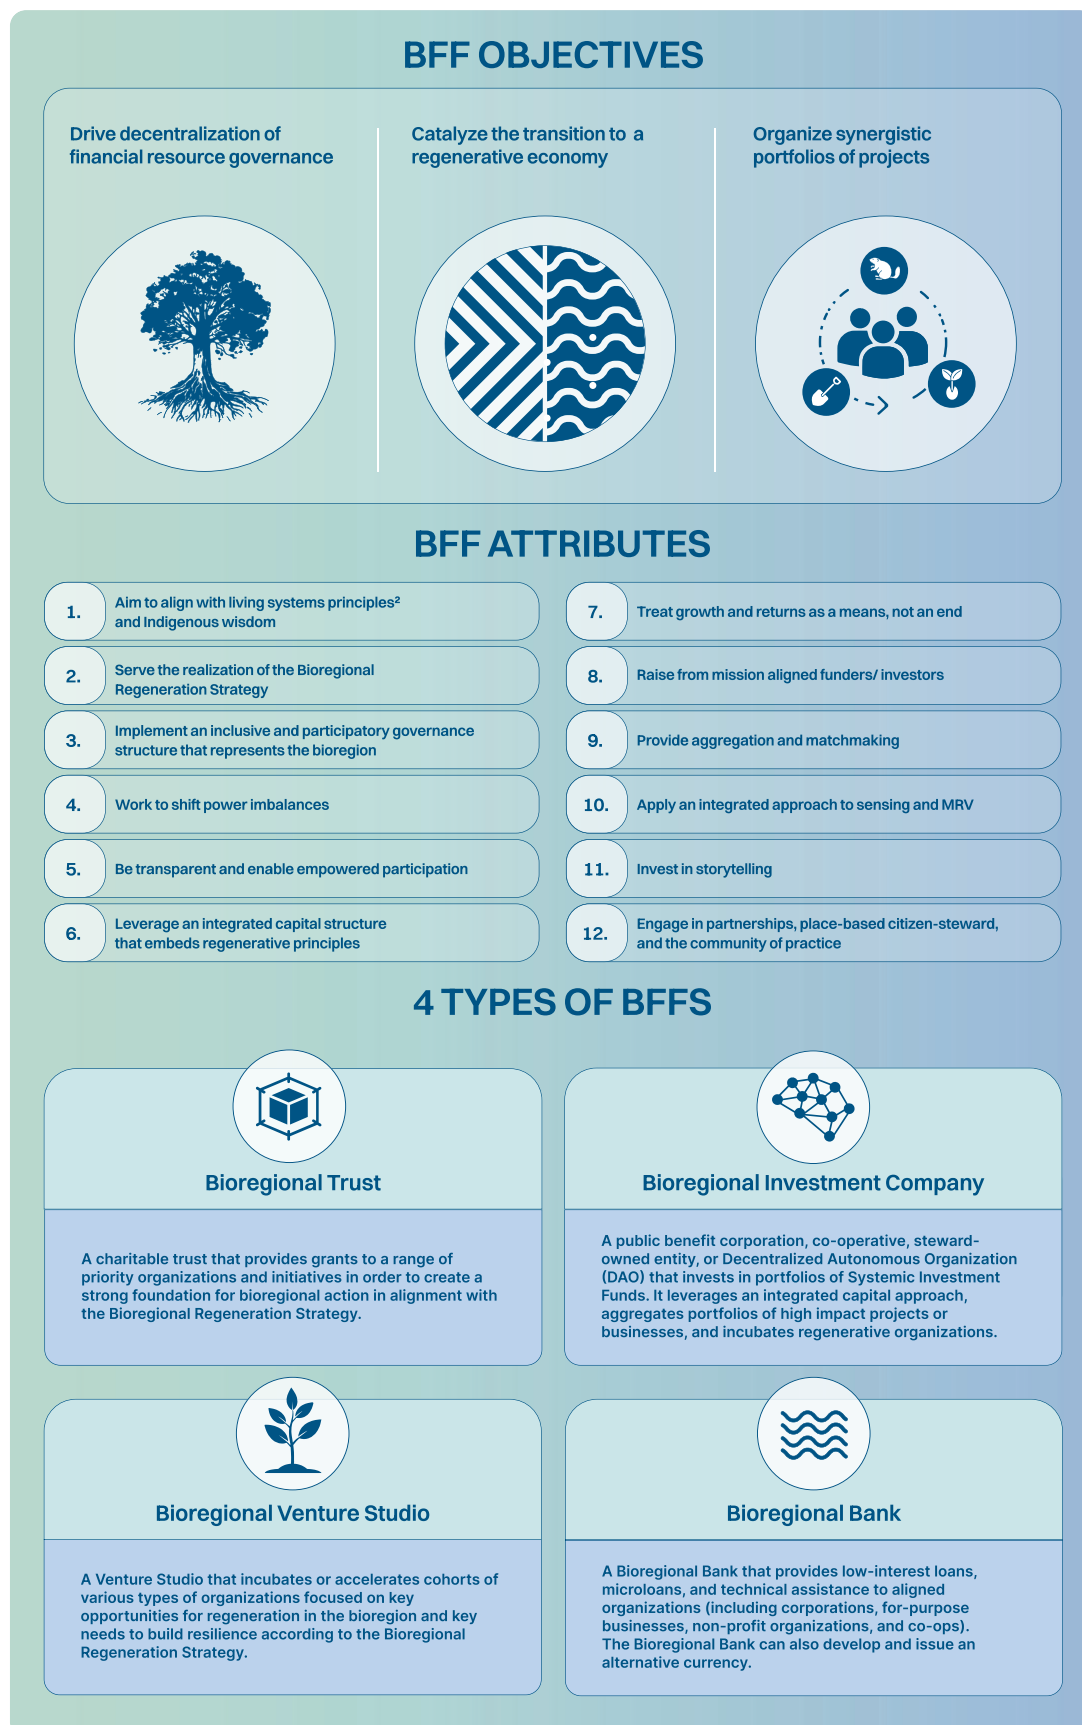 BFF OBJECTIVES
Drive decentralization of
financial resource governance
Catalyze the transition to a
regenerative economy
Organize synergistic
portfolios of projects
BFF ATTRIBUTES
1.
Aim to align with living systems principles²
and Indigenous wisdom
2.
Serve the realization of the Bioregional
Regeneration Strategy
3.
Implement an inclusive and participatory governance
structure that represents the bioregion
4.
Work to shift power imbalances
5.
Be transparent and enable empowered participation
6.
Leverage an integrated capital structure
that embeds regenerative principles
7.
Treat growth and returns as a means, not an end
8.
Raise from mission aligned funders/ investors
9.
Provide aggregation and matchmaking
10.
Apply an integrated approach to sensing and MRV
11.
Invest in storytelling
12.
Engage in partnerships, place-based citizen-steward,
and the community of practice
4 TYPES OF BFFS
Bioregional Trust
A charitable trust that provides grants to a range of
priority organizations and initiatives in order to create a
strong foundation for bioregional action in alignment with
the Bioregional Regeneration Strategy.
Bioregional Investment Company
A public benefit corporation, co-operative, steward-
owned entity, or Decentralized Autonomous Organization
(DAO) that invests in portfolios of Systemic Investment
Funds. It leverages an integrated capital approach,
aggregates portfolios of high impact projects or
businesses, and incubates regenerative organizations.
Bioregional Venture Studio
A Venture Studio that incubates or accelerates cohorts of
various types of organizations focused on key
opportunities for regeneration in the bioregion and key
needs to build resilience according to the Bioregional
Regeneration Strategy.
Bioregional Bank
A Bioregional Bank that provides low-interest loans,
microloans, and technical assistance to aligned
organizations (including corporations, for-purpose
businesses, non-profit organizations, and co-ops).
The Bioregional Bank can also develop and issue an
alternative currency.